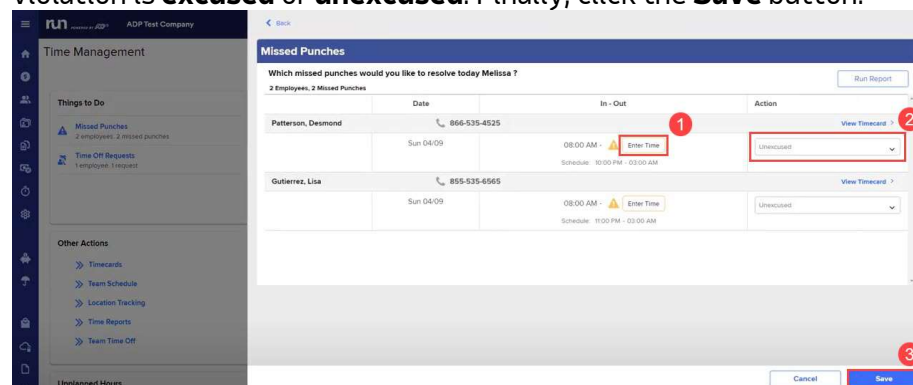 violation is excused or unexcused. Finally, click the Save button.
run POWERED BY ADP ADP Test Company
Back
Time Management
Missed Punches
Which missed punches would you like to resolve today Melissa ?
2 Employees, 2 Missed Punches
Run Report
Things to Do
Date In - Out Action
Missed Punches
2 employees 2 missed punches
Patterson, Desmond 866-535-4525 1 View Timecard > 2
Time Off Requests
1 employee 1 request
Sun 04/09 08:00 AM - Enter Time Unexcused
Schedule: 10:00 PM - 03:00 AM
Gutierrez, Lisa 855-535-6565 View Timecard >
Sun 04/09 08:00 AM - Enter Time Unexcused
Schedule: 11:00 PM - 03:00 AM
Other Actions
Timecards
Team Schedule
Location Tracking
Time Reports
Team Time Off
3
Unplanned Hours
Cancel Save